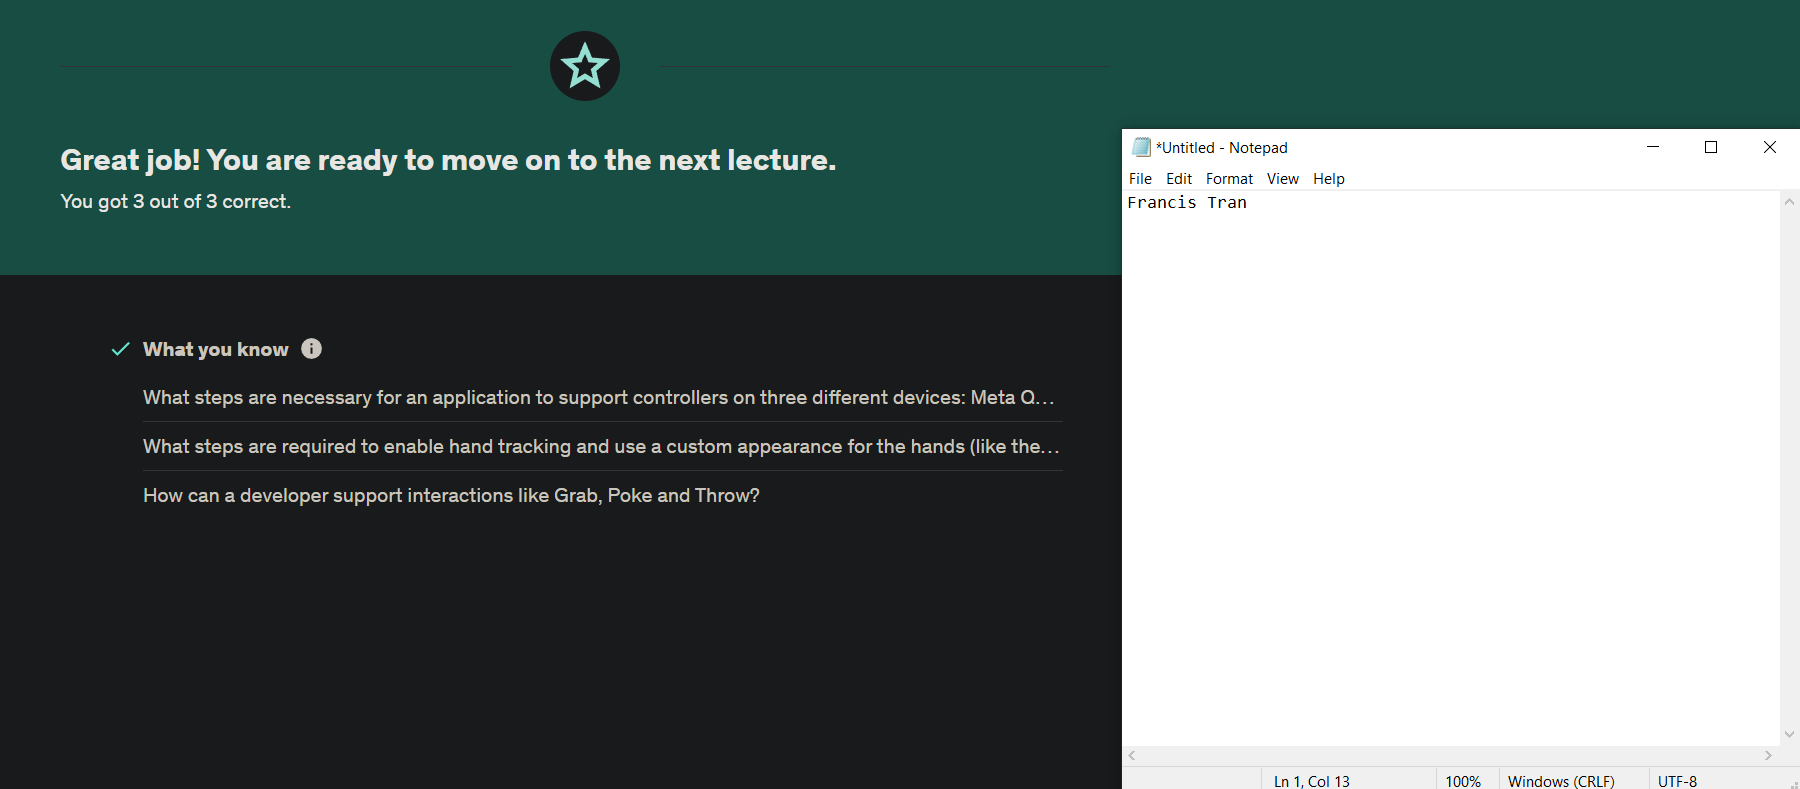 Great job! You are ready to move on to the next lecture.
You got 3 out of 3 correct.
What you know
What steps are necessary for an application to support controllers on three different devices: Meta Q...
What steps are required to enable hand tracking and use a custom appearance for the hands (like the...
How can a developer support interactions like Grab, Poke and Throw?
*Untitled - Notepad
File Edit Format View Help
Francis Tran
Ln 1, Col 13 100% Windows (CRLF) UTF-8